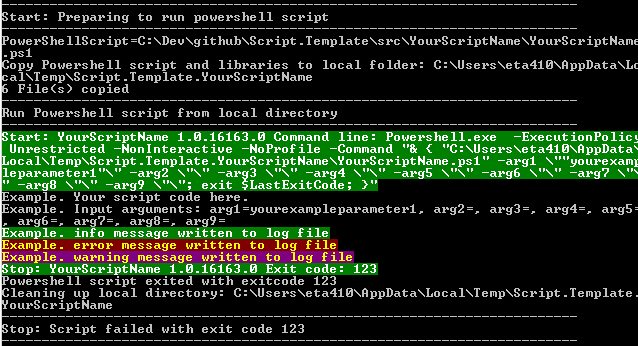 ----------------------------------------------------------------
Start: Preparing to run powershell script
----------------------------------------------------------------
PowerShellScript=C:\Dev\github\Script.Template\src\YourScriptName\YourScriptName
.ps1
Copy Powershell script and libraries to local folder: C:\Users\eta410\AppData\Lo
cal\Temp\Script.Template.YourScriptName
6 File(s) copied
----------------------------------------------------------------
Run Powershell script from local directory
----------------------------------------------------------------
Start: YourScriptName 1.0.16163.0 Command line: Powershell.exe  -ExecutionPolicy
 Unrestricted -NonInteractive -NoProfile -Command "& { "C:\Users\eta410\AppData\
Local\Temp\Script.Template.YourScriptName\YourScriptName.ps1" -arg1 \""yourexamp
leparameter1"\" -arg2 \"\" -arg3 \"\" -arg4 \"\" -arg5 \"\" -arg6 \"\" -arg7 \"\
" -arg8 \"\" -arg9 \"\"; exit $LastExitCode; }"
Example. Your script code here.
Example. Input arguments: arg1=yourexampleparameter1, arg2=, arg3=, arg4=, arg5=
, arg6=, arg7=, arg8=, arg9=
Example. info message written to log file
Example. error message written to log file
Example. warning message written to log file
Stop: YourScriptName 1.0.16163.0 Exit code: 123
Powershell script exited with exitcode 123
Cleaning up local directory: C:\Users\eta410\AppData\Local\Temp\Script.Template.
YourScriptName
----------------------------------------------------------------
Stop: Script failed with exit code 123
----------------------------------------------------------------